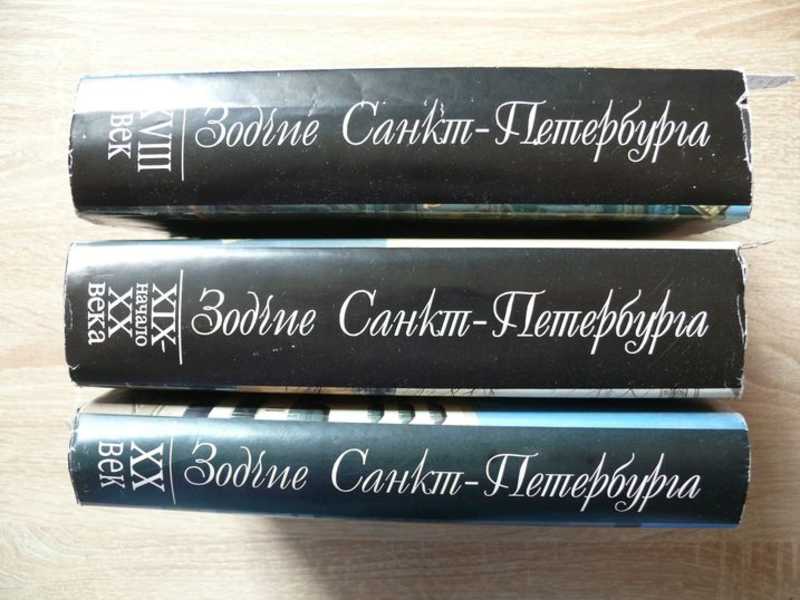 XVIII
век
Зодчие Санкт-Петербурга
XIX-
начало
XX
века
Зодчие Санкт-Петербурга
XX
век
Зодчие Санкт-Петербурга